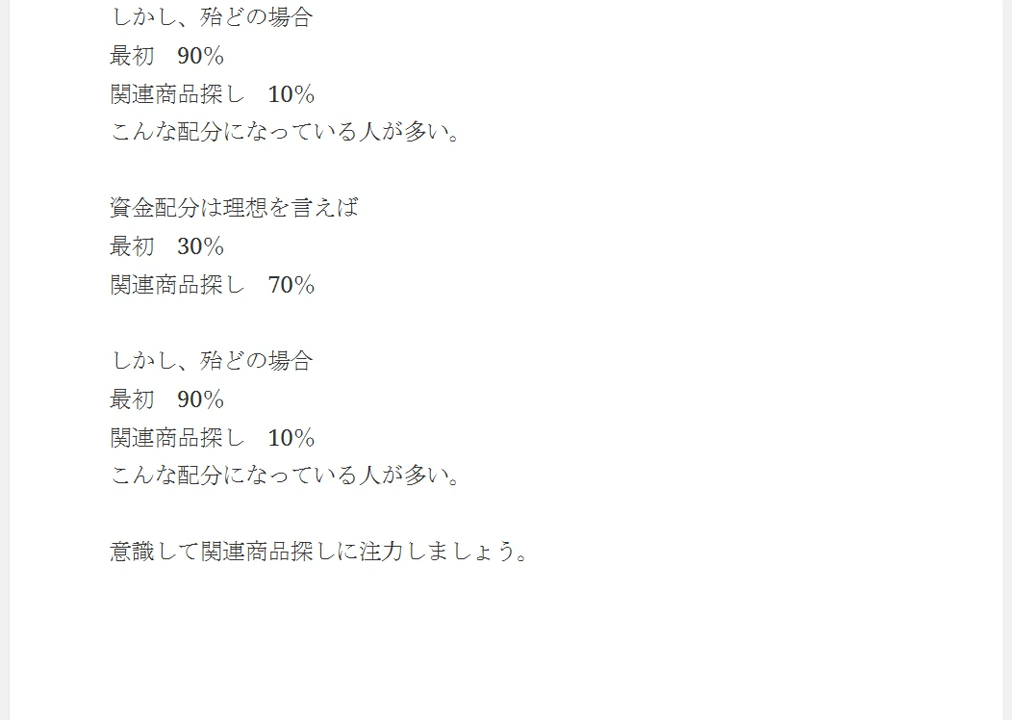 しかし、殆どの場合
最初　90％
関連商品探し　10％
こんな配分になっている人が多い。
資金配分は理想を言えば
最初　30％
関連商品探し　70％
しかし、殆どの場合
最初　90％
関連商品探し　10％
こんな配分になっている人が多い。
意識して関連商品探しに注力しましょう。